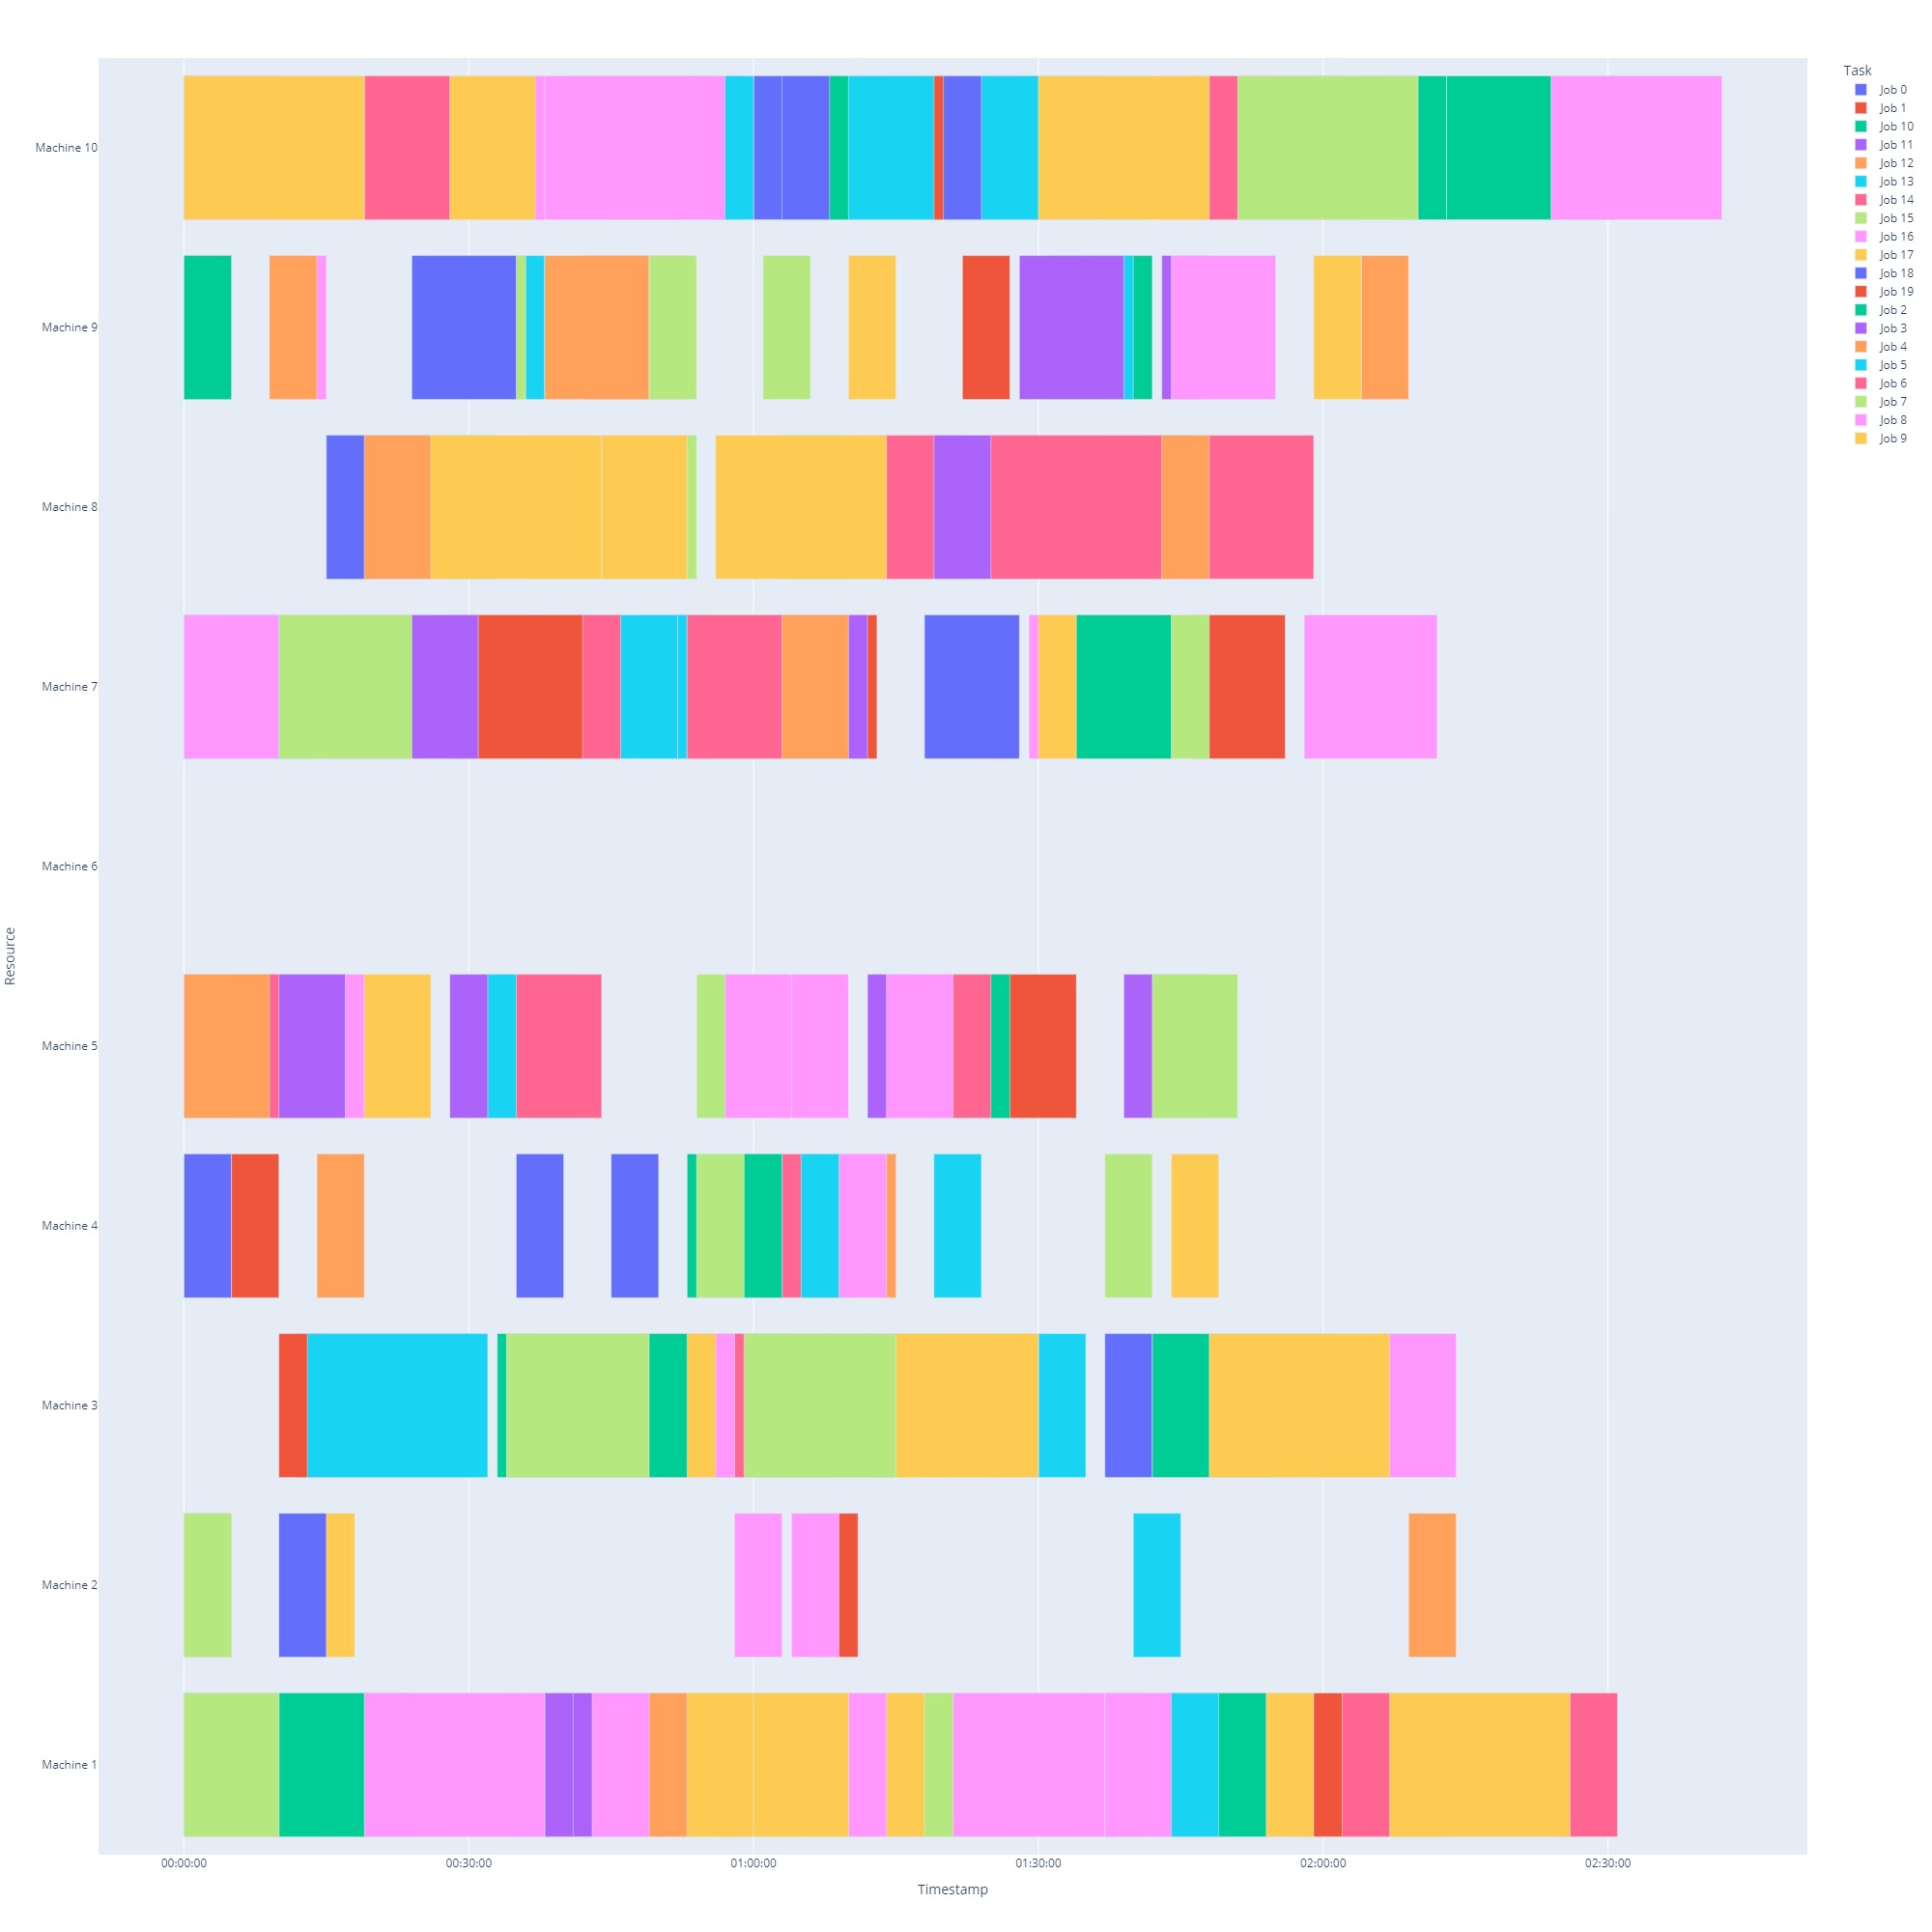 Task
Job 0
Job 1
Job 10
Job 11
Job 12
Job 13
Job 14
Job 15
Job 16
Job 17
Job 18
Job 19
Job 2
Job 3
Job 4
Job 5
Job 6
Job 7
Job 8
Job 9
Resource
Machine 10
Machine 9
Machine 8
Machine 7
Machine 6
Machine 5
Machine 4
Machine 3
Machine 2
Machine 1
00:00:00 00:30:00 01:00:00 01:30:00 02:00:00 02:30:00
Timestamp